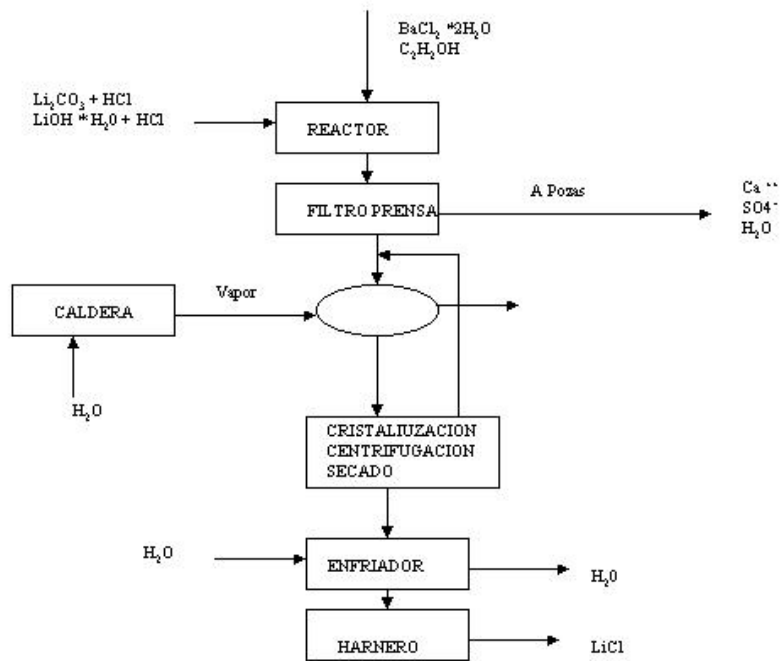 BaCl₂ *2H₂O
C₂H₂OH
Li₂CO₃ + HCl
LiOH * H₂0 + HCl
REACTOR
FILTRO PRENSA
A Pozas
Ca ++
SO4-
H₂O
CALDERA
Vapor
H₂O
CRISTALIUZACION
CENTRIFUGACION
SECADO
H₂O
ENFRIADOR
H₂0
HARNERO
LiCl